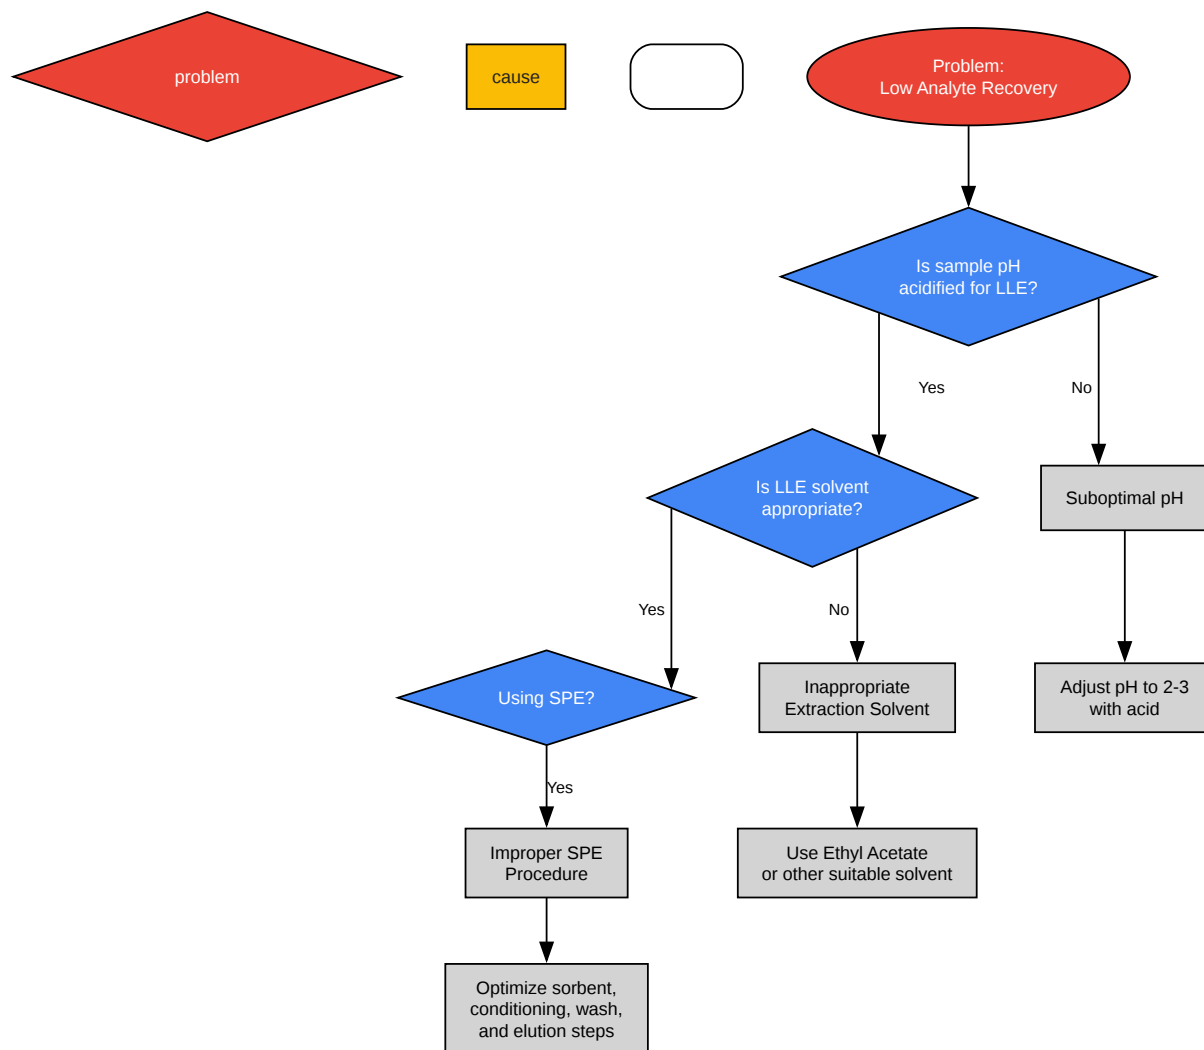 problem
cause
Problem:
Low Analyte Recovery
Is sample pH
acidified for LLE?
Yes
No
Is LLE solvent
appropriate?
Suboptimal pH
Yes
No
Using SPE?
Inappropriate
Extraction Solvent
Adjust pH to 2-3
with acid
Yes
Improper SPE
Procedure
Use Ethyl Acetate
or other suitable solvent
Optimize sorbent,
conditioning, wash,
and elution steps